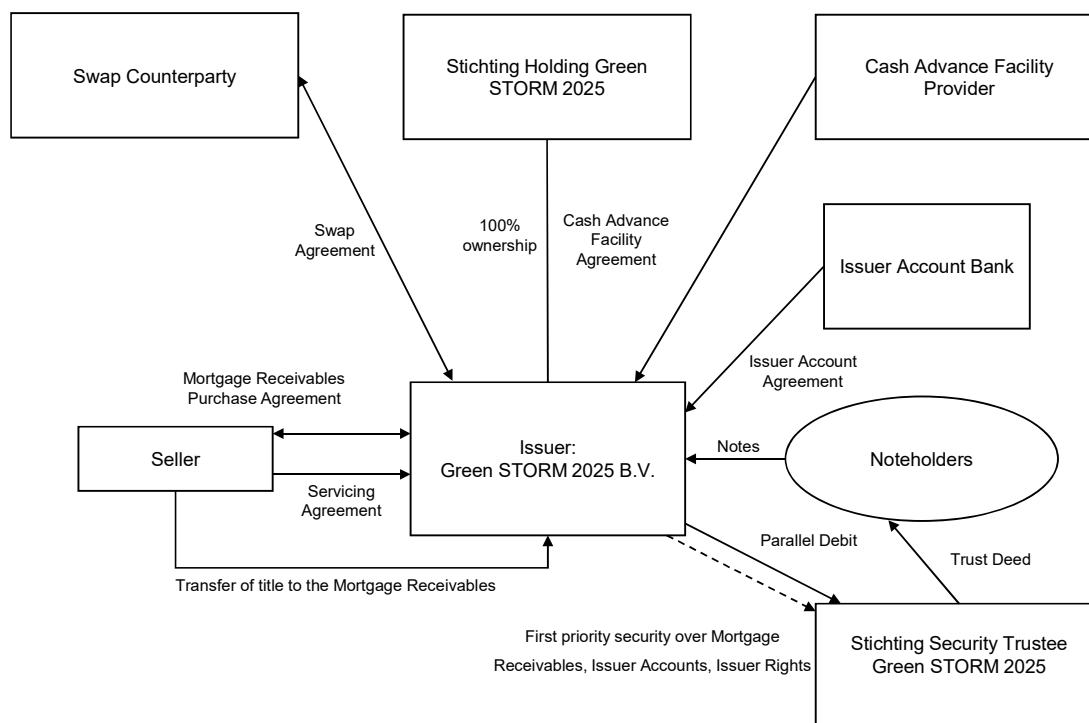 Swap Counterparty
Stichting Holding Green
STORM 2025
Cash Advance Facility
Provider
Swap
Agreement
100%
ownership
Cash Advance
Facility
Agreement
Issuer Account Bank
Issuer Account
Agreement
Mortgage Receivables
Purchase Agreement
Seller
Servicing
Agreement
Issuer:
Green STORM 2025 B.V.
Notes
Noteholders
Transfer of title to the Mortgage Receivables
Parallel Debit
Trust Deed
First priority security over Mortgage
Receivables, Issuer Accounts, Issuer Rights
Stichting Security Trustee
Green STORM 2025